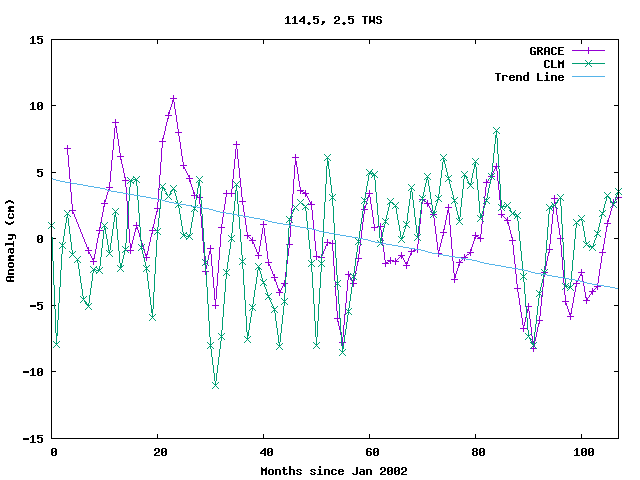 114.5, 2.5 TWS
GRACE
CLM
Trend Line
15
10
5
0
-5
-10
-15
Anomaly (cm)
0 20 40 60 80 100
Months since Jan 2002